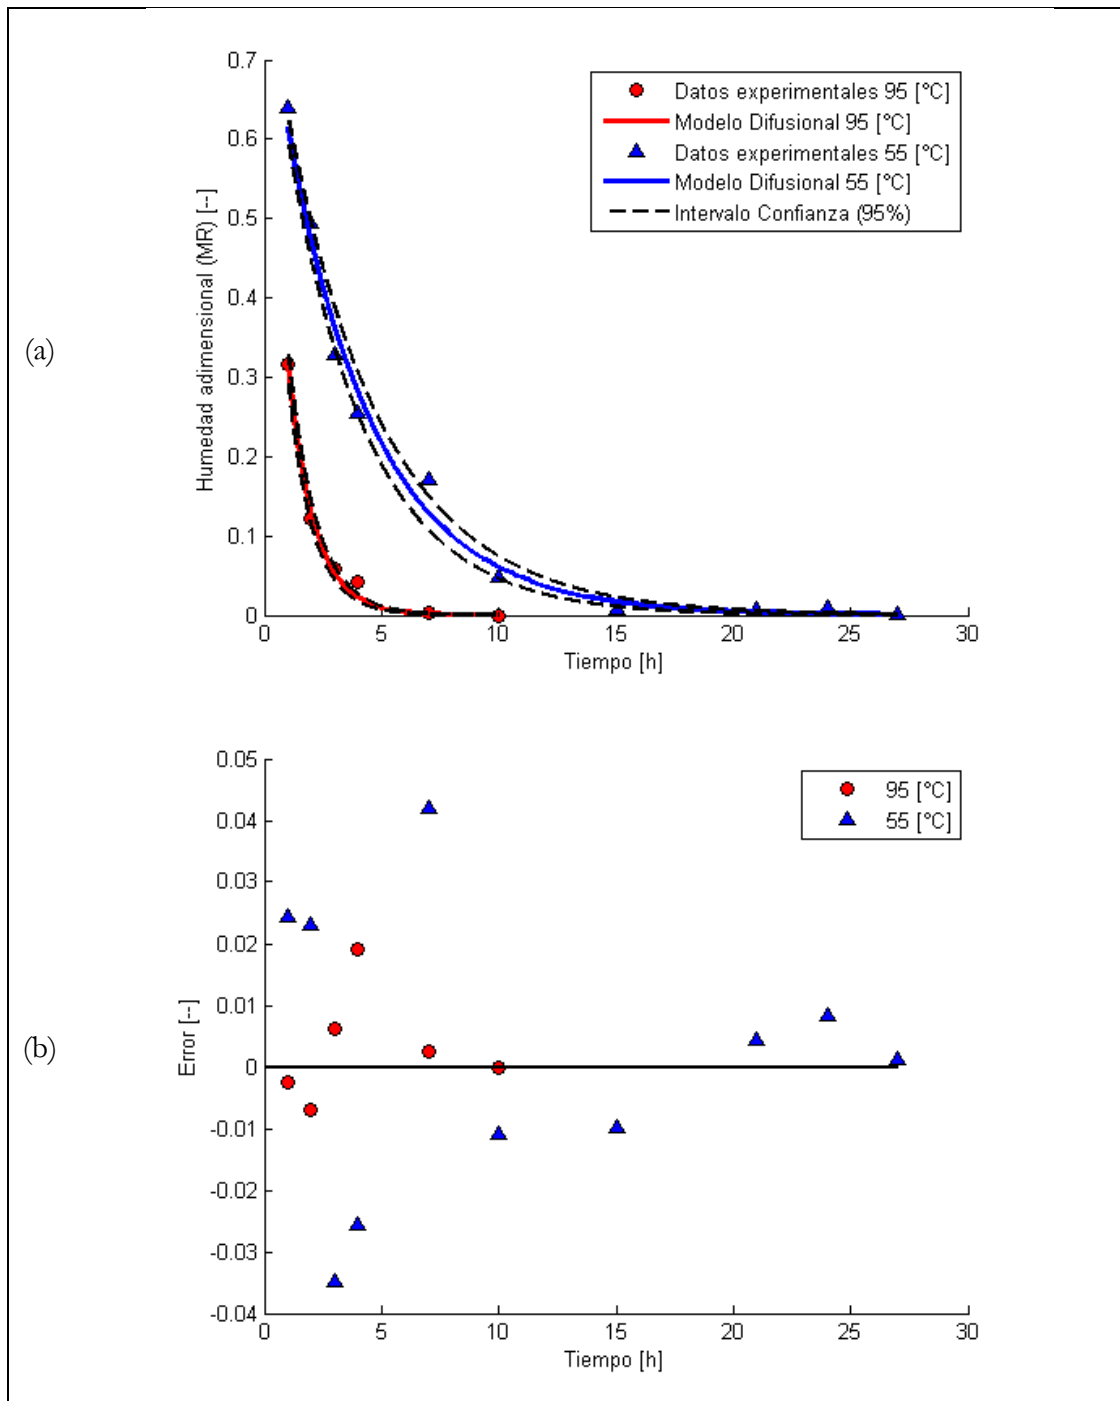 (a)
0.7
0.6
0.5
0.4
0.3
0.2
0.1
0
Humedad adimensional (MR) [--]
Datos experimentales 95 [°C]
Modelo Difusional 95 [°C]
Datos experimentales 55 [°C]
Modelo Difusional 55 [°C]
Intervalo Confianza (95%)
0 5 10 15 20 25 30
Tiempo [h]
(b)
0.05
0.04
0.03
0.02
0.01
0
-0.01
-0.02
-0.03
-0.04
Error [--]
95 [°C]
55 [°C]
0 5 10 15 20 25 30
Tiempo [h]